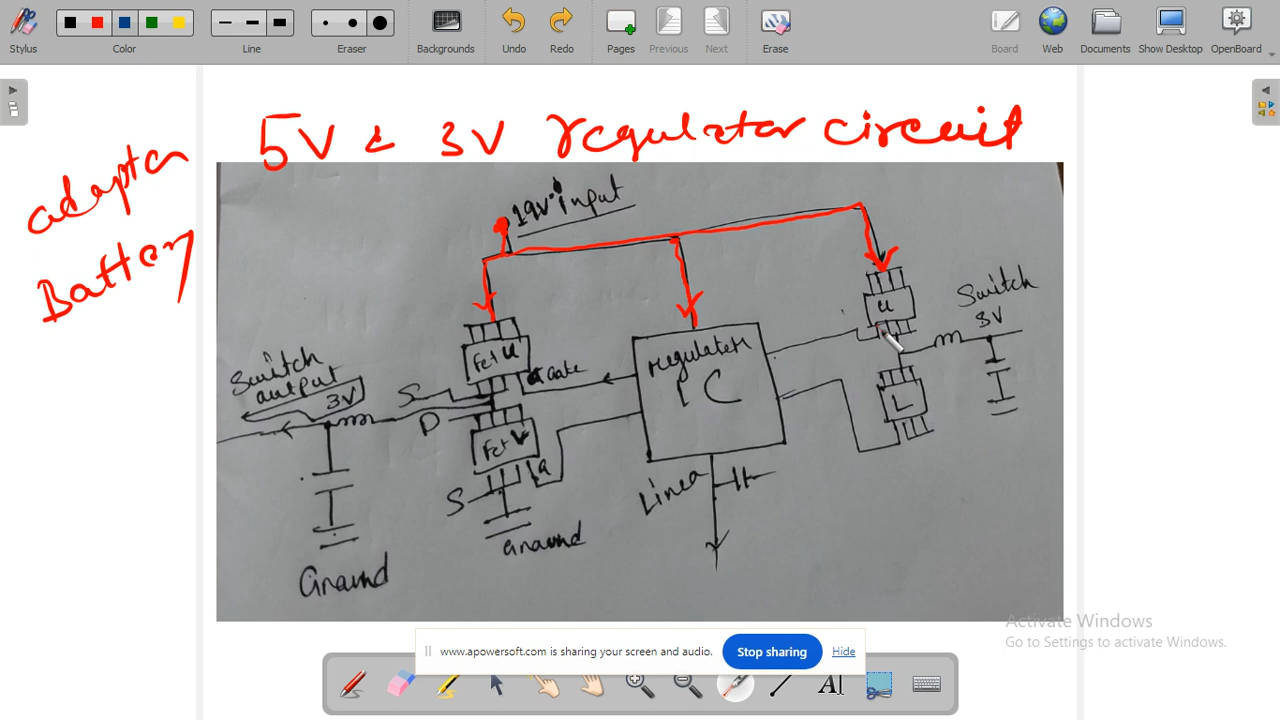 Stylus
Color
Line
Eraser
Backgrounds
Undo
Redo
Pages
Previous
Next
Erase
Board
Web
Documents
Show Desktop
OpenBoard
5V & 3V regulator circuit
adapter
Battery
19V input
Switch
output
3V
Fet U
Gate
S
D
Fet L
G
S
Ground
Ground
regulater
IC
Linea
U
L
Switch
3V
Activate Windows
Go to Settings to activate Windows.
www.apowersoft.com is sharing your screen and audio.
Stop sharing
Hide